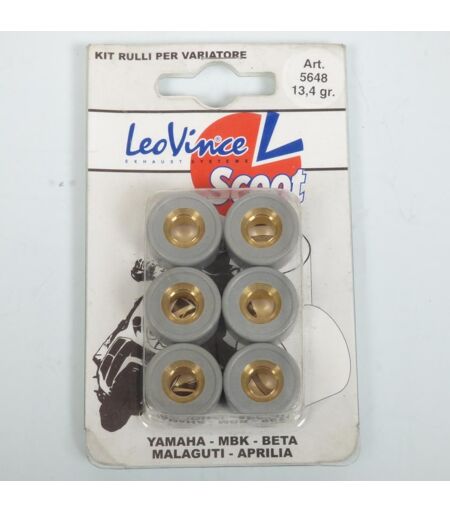 KIT RULLI PER VARIATORE
Art.
5648
13,4 gr.
LeoVince L
EXHAUST SYSTEMS
Scoot
YAMAHA - MBK - BETA
MALAGUTI - APRILIA